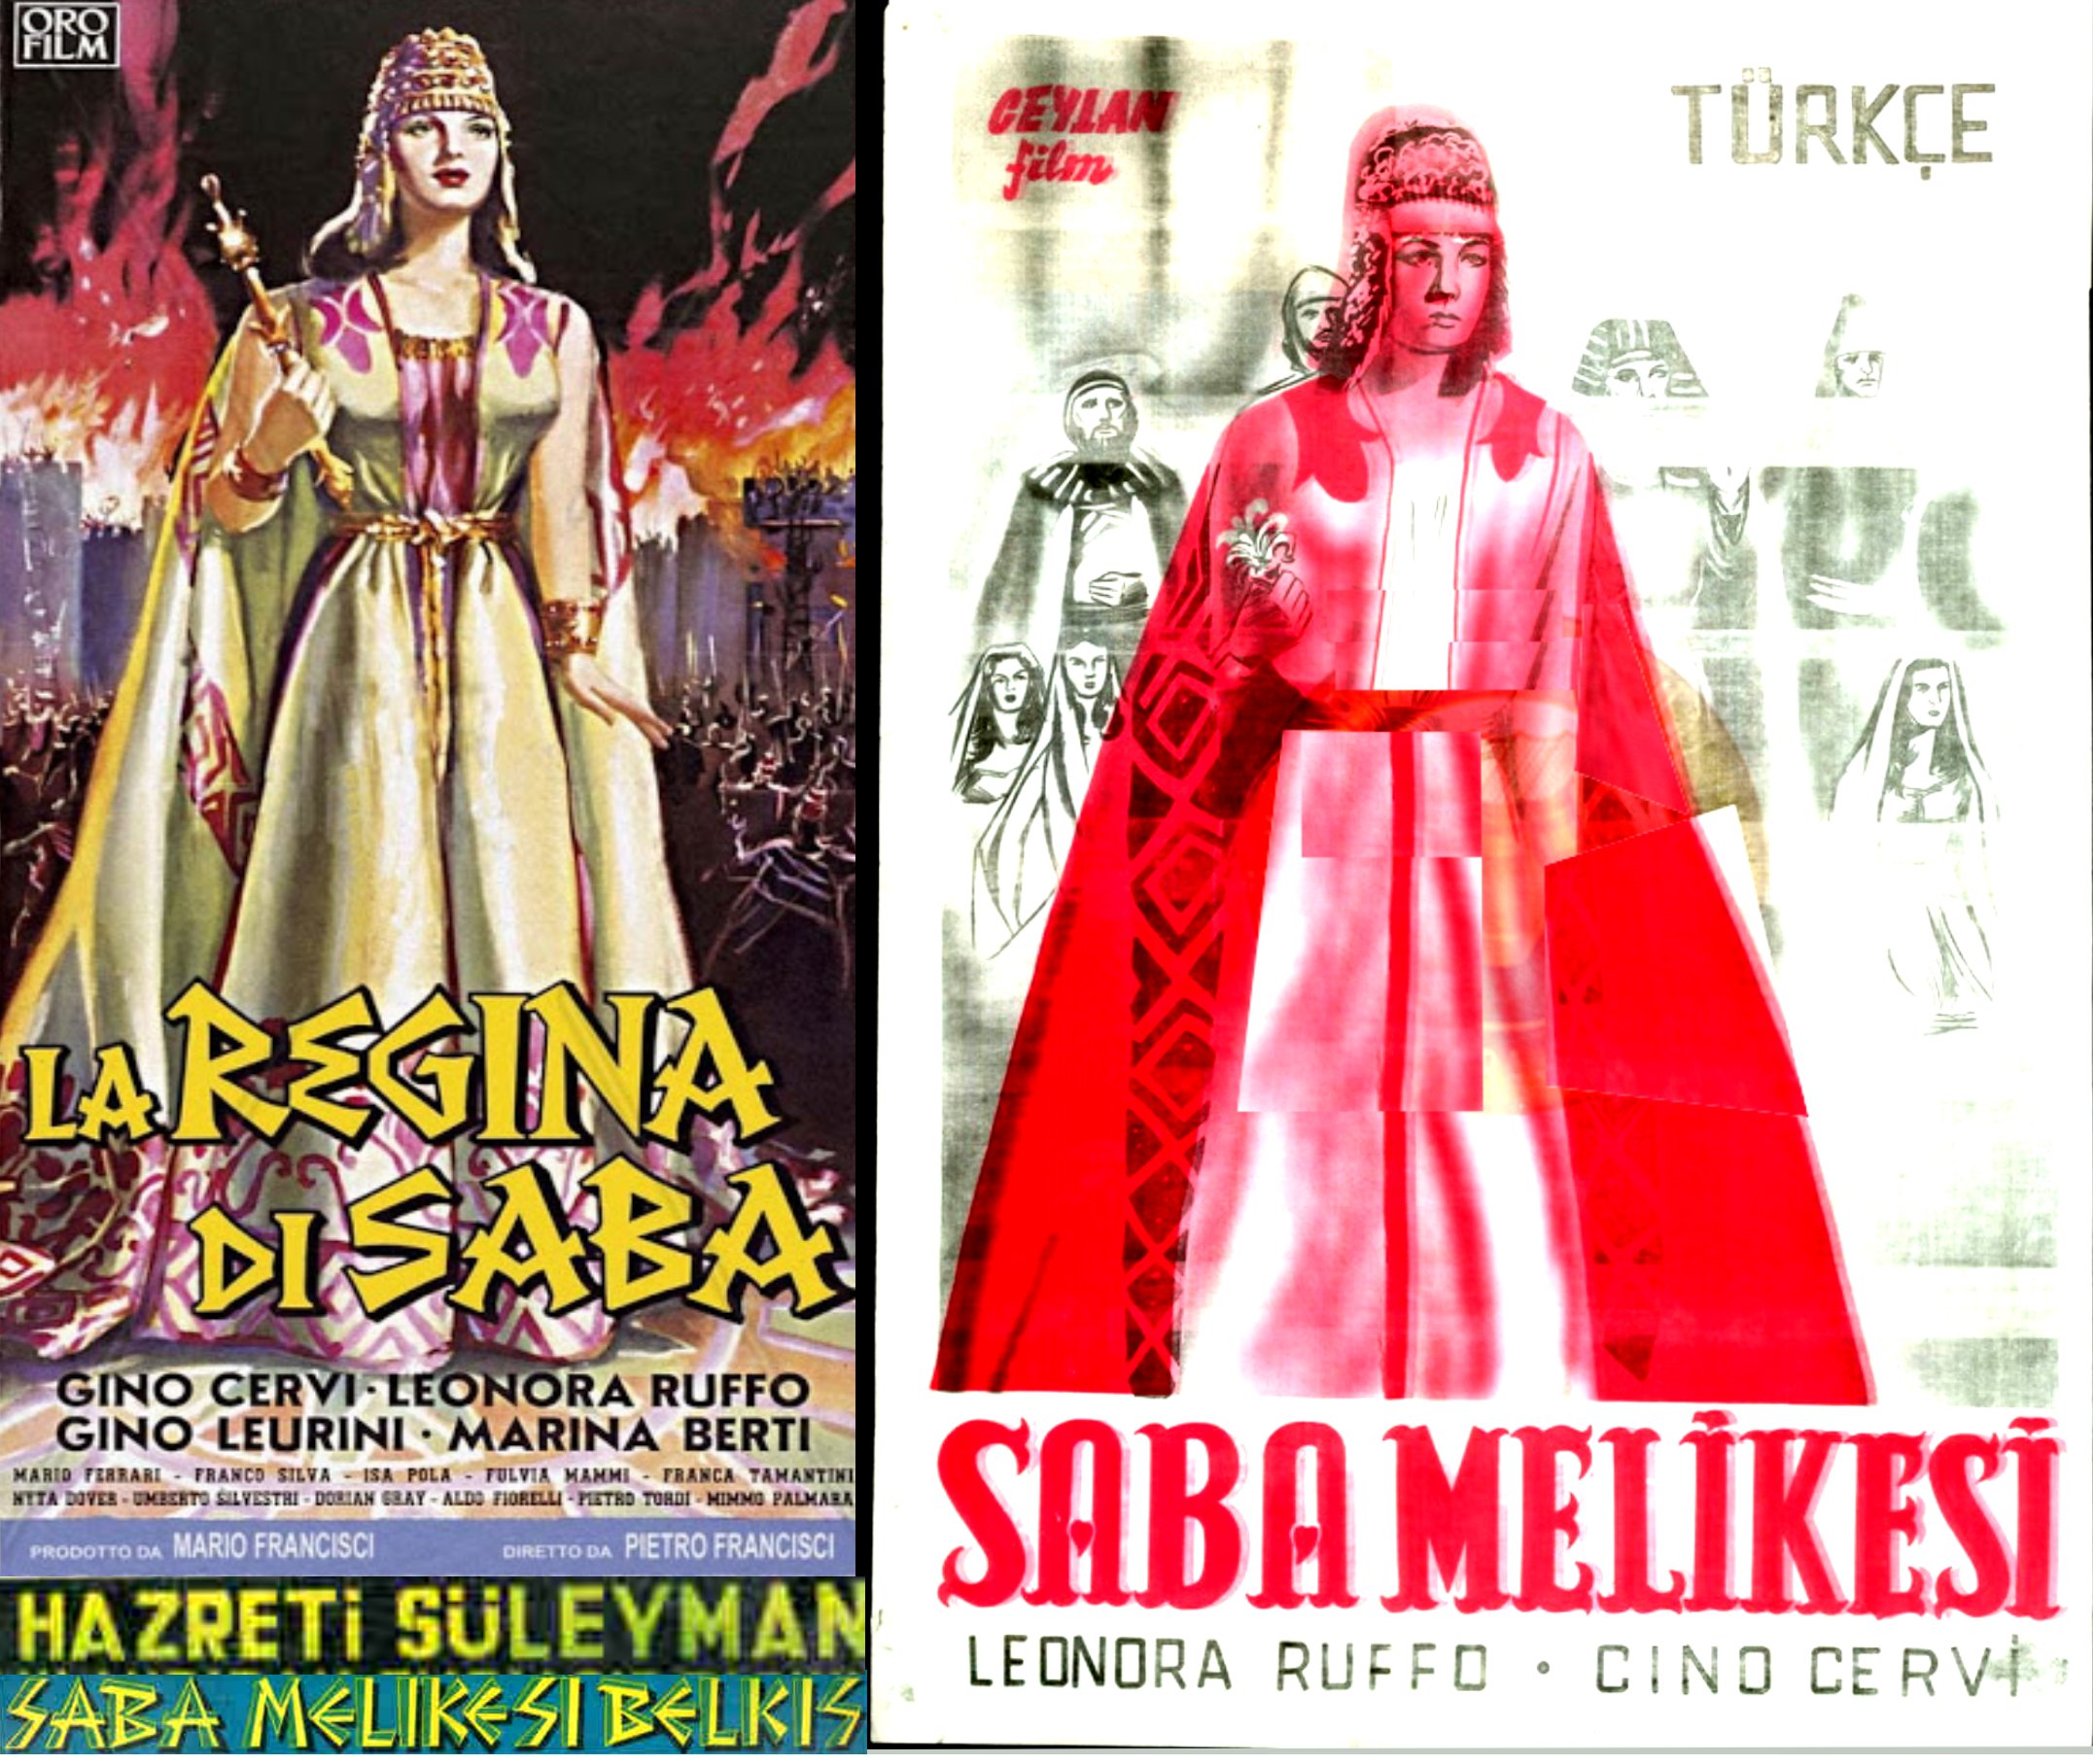 ORO
FILM
LA REGINA
DI SABA
GINO CERVI · LEONORA RUFFO
GINO LEURINI · MARINA BERTI
MARIO FERRARI - FRANCO SILVA - ISA POLA - FULVIA MAMMI - FRANCA TAMANTINI
NYTA DOVER - UMBERTO SILVESTRI - DORIAN GRAY - ALDO FIORELLI - PIETRO TORDI - MIMMO PALMARA
PRODOTTO DA MARIO FRANCISCI DIRETTO DA PIETRO FRANCISCI
HAZRETİ SÜLEYMAN
SABA MELIKESI BELKIS
CEYLAN
film
TÜRKÇE
SABA MELİKESİ
LEONORA RUFFO · CINO CERVİ